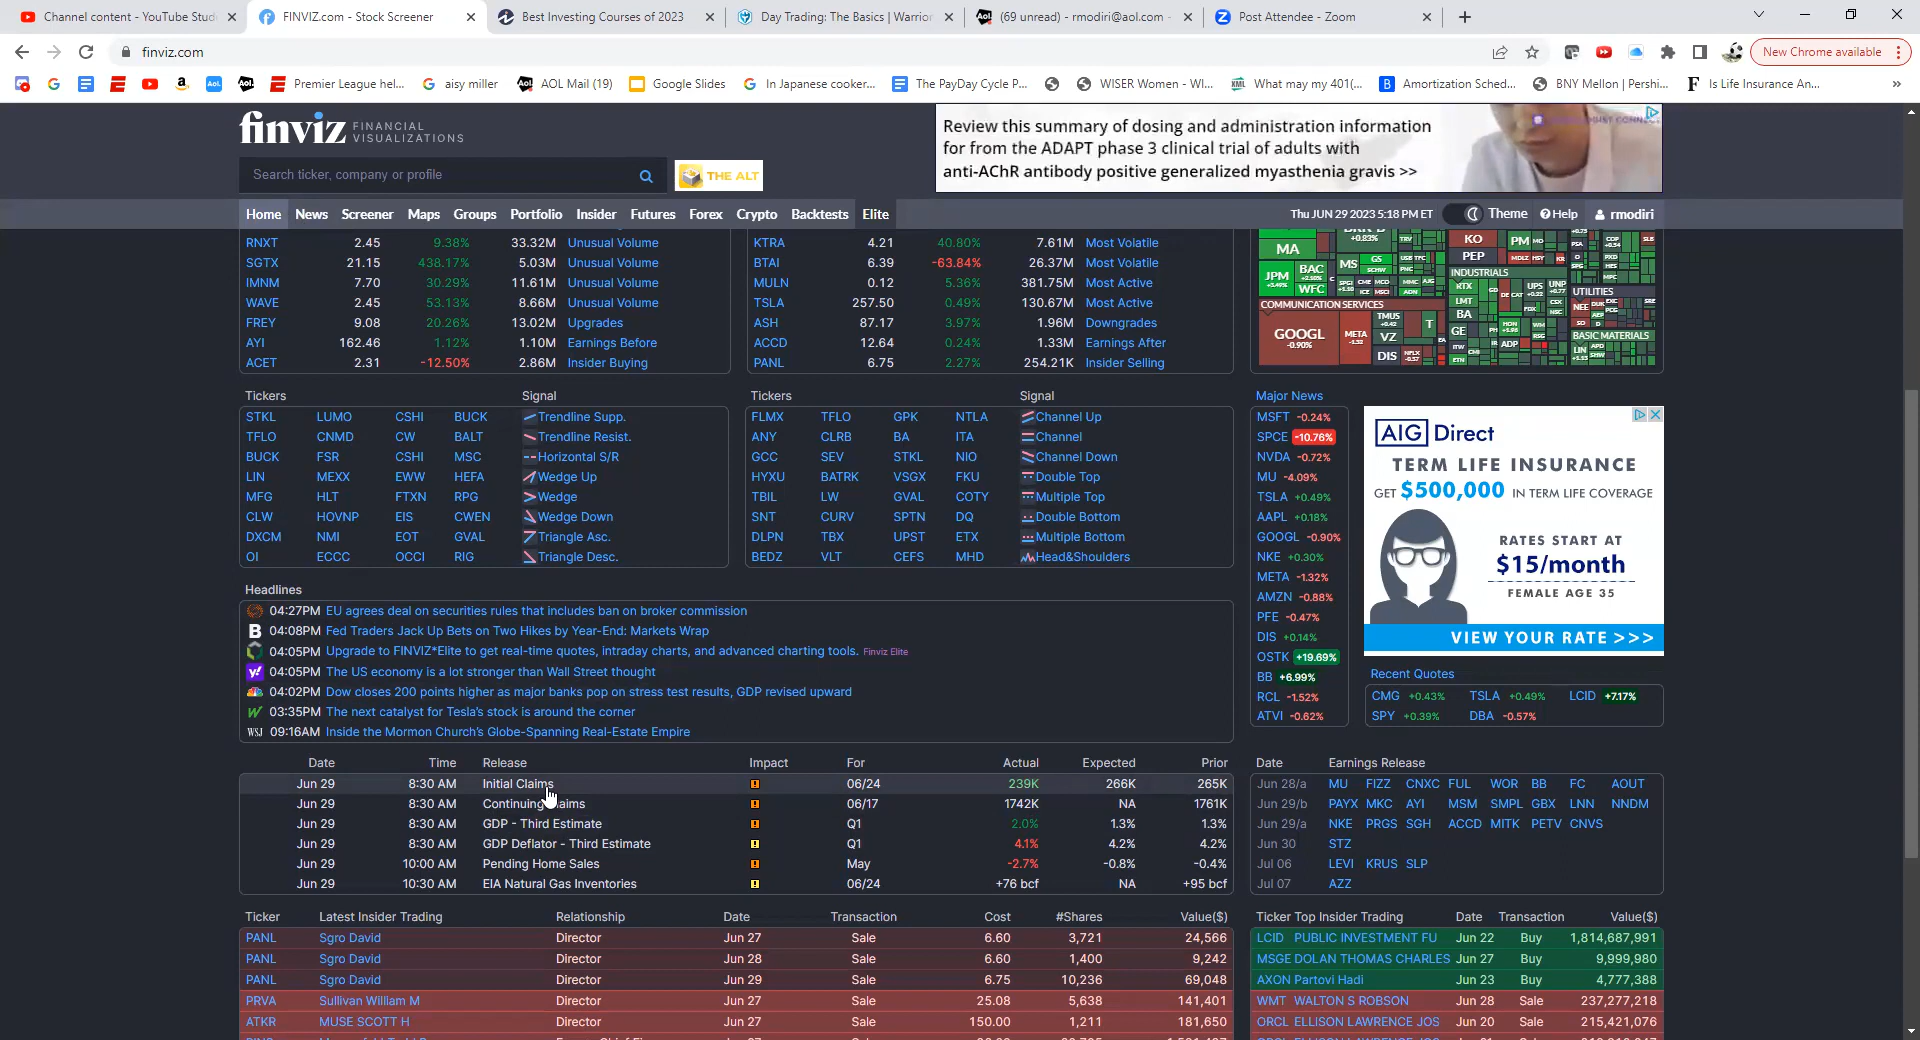 Channel content - YouTube Stud
FINVIZ.com - Stock Screener
Best Investing Courses of 2023
Day Trading: The Basics | Warrior
(69 unread) - rmodiri@aol.com -
Post Attendee - Zoom
finviz.com
New Chrome available
Premier League hel...
aisy miller
AOL Mail (19)
Google Slides
In Japanese cooker...
The PayDay Cycle P...
WISER Women - WI...
What may my 401(...
Amortization Sched...
BNY Mellon | Pershi...
Is Life Insurance An...
finviz FINANCIAL VISUALIZATIONS
Review this summary of dosing and administration information
for from the ADAPT phase 3 clinical trial of adults with
anti-AChR antibody positive generalized myasthenia gravis >>
Search ticker, company or profile
THE ALT
Home News Screener Maps Groups Portfolio Insider Futures Forex Crypto Backtests Elite
Thu JUN 29 2023 5:18 PM ET Theme Help rmodiri
RNXT 2.45 9.38% 33.32M Unusual Volume
SGTX 21.15 438.17% 5.03M Unusual Volume
IMNM 7.70 30.29% 11.61M Unusual Volume
WAVE 2.45 53.13% 8.66M Unusual Volume
FREY 9.08 20.26% 13.02M Upgrades
AYI 162.46 1.12% 1.10M Earnings Before
ACET 2.31 -12.50% 2.86M Insider Buying
KTRA 4.21 40.80% 7.61M Most Volatile
BTAI 6.39 -63.84% 26.37M Most Volatile
MULN 0.12 5.36% 381.75M Most Active
TSLA 257.50 0.49% 130.67M Most Active
ASH 87.17 3.97% 1.96M Downgrades
ACCD 12.64 0.24% 1.33M Earnings After
PANL 6.75 2.27% 254.21K Insider Selling
MA +0.83% KO PM
JPM BAC MS GS PEP
WFC INDUSTRIALS UPS UNP
UTILITIES
COMMUNICATION SERVICES LMT
GOOGL -0.90% META -1.32 TMUS +0.42 T BA NEE
VZ GE BASIC MATERIALS
DIS ADP LIN
Tickers Signal
STKL LUMO CSHI BUCK Trendline Supp.
TFLO CNMD CW BALT Trendline Resist.
BUCK FSR CSHI MSC Horizontal S/R
LIN MEXX EWW HEFA Wedge Up
MFG HLT FTXN RPG Wedge
CLW HOVNP EIS CWEN Wedge Down
DXCM NMI EOT GVAL Triangle Asc.
OI ECCC OCCI RIG Triangle Desc.
Tickers Signal
FLMX TFLO GPK NTLA Channel Up
ANY CLRB BA ITA Channel
GCC SEV STKL NIO Channel Down
HYXU BATRK VSGX FKU Double Top
TBIL LW GVAL COTY Multiple Top
SNT CURV SPTN DQ Double Bottom
DLPN TBX UPST ETX Multiple Bottom
BEDZ VLT CEFS MHD Head&Shoulders
Major News
MSFT -0.24%
SPCE -10.76%
NVDA -0.72%
MU -4.09%
TSLA +0.49%
AAPL +0.18%
GOOGL -0.90%
NKE +0.30%
META -1.32%
AMZN -0.88%
PFE -0.47%
DIS +0.14%
OSTK +19.69%
BB +6.99%
RCL -1.52%
ATVI -0.62%
AIG Direct
TERM LIFE INSURANCE
GET $500,000 IN TERM LIFE COVERAGE
RATES START AT
$15/month
FEMALE AGE 35
VIEW YOUR RATE >>>
Recent Quotes
CMG +0.43% TSLA +0.49% LCID +7.17%
SPY +0.39% DBA -0.57%
Headlines
04:27PM EU agrees deal on securities rules that includes ban on broker commission
B 04:08PM Fed Traders Jack Up Bets on Two Hikes by Year-End: Markets Wrap
04:05PM Upgrade to FINVIZ*Elite to get real-time quotes, intraday charts, and advanced charting tools. Finviz Elite
y! 04:05PM The US economy is a lot stronger than Wall Street thought
04:02PM Dow closes 200 points higher as major banks pop on stress test results, GDP revised upward
03:35PM The next catalyst for Tesla's stock is around the corner
WSJ 09:16AM Inside the Mormon Church's Globe-Spanning Real-Estate Empire
Date Time Release Impact For Actual Expected Prior
Jun 29 8:30 AM Initial Claims 06/24 239K 266K 265K
Jun 29 8:30 AM Continuing Claims 06/17 1742K NA 1761K
Jun 29 8:30 AM GDP - Third Estimate Q1 2.0% 1.3% 1.3%
Jun 29 8:30 AM GDP Deflator - Third Estimate Q1 4.1% 4.2% 4.2%
Jun 29 10:00 AM Pending Home Sales May -2.7% -0.8% -0.4%
Jun 29 10:30 AM EIA Natural Gas Inventories 06/24 +76 bcf NA +95 bcf
Date Earnings Release
Jun 28/a MU FIZZ CNXC FUL WOR BB FC AOUT
Jun 29/b PAYX MKC AYI MSM SMPL GBX LNN NNDM
Jun 29/a NKE PRGS SGH ACCD MITK PETV CNVS
Jun 30 STZ
Jul 06 LEVI KRUS SLP
Jul 07 AZZ
Ticker Latest Insider Trading Relationship Date Transaction Cost #Shares Value($)
PANL Sgro David Director Jun 27 Sale 6.60 3,721 24,566
PANL Sgro David Director Jun 28 Sale 6.60 1,400 9,242
PANL Sgro David Director Jun 29 Sale 6.75 10,236 69,048
PRVA Sullivan William M Director Jun 27 Sale 25.08 5,638 141,401
ATKR MUSE SCOTT H Director Jun 27 Sale 150.00 1,211 181,650
Ticker Top Insider Trading Date Transaction Value($)
LCID PUBLIC INVESTMENT FU Jun 22 Buy 1,814,687,991
MSGE DOLAN THOMAS CHARLES Jun 27 Buy 9,999,980
AXON Partovi Hadi Jun 23 Buy 4,777,388
WMT WALTON S ROBSON Jun 28 Sale 237,277,218
ORCL ELLISON LAWRENCE JOS Jun 20 Sale 215,421,076